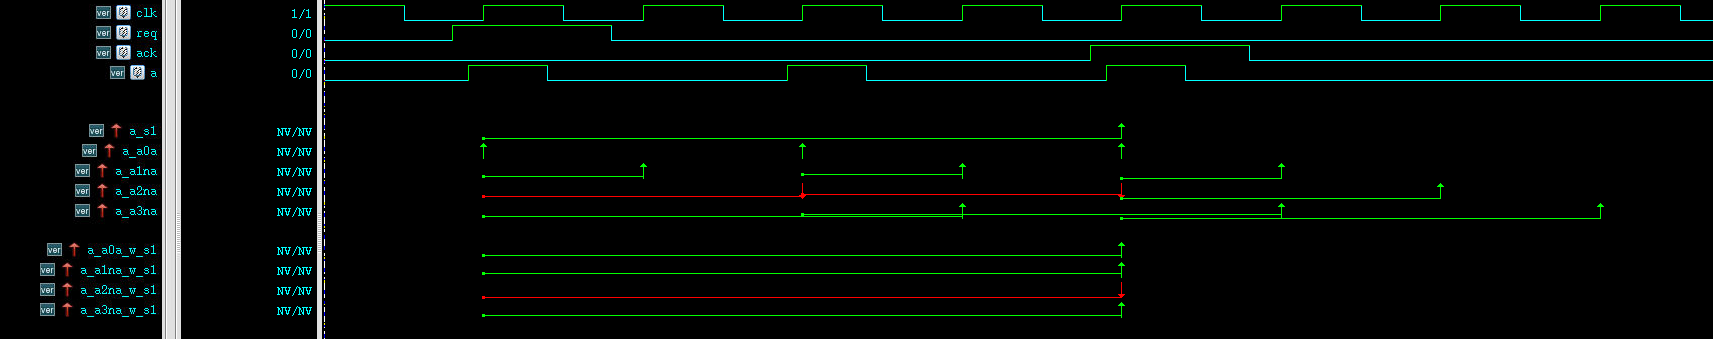 ver clk 1/1
ver req 0/0
ver ack 0/0
ver a 0/0
ver a_s1 NV/NV
ver a_a0a NV/NV
ver a_a1na NV/NV
ver a_a2na NV/NV
ver a_a3na NV/NV
ver a_a0a_w_s1 NV/NV
ver a_a1na_w_s1 NV/NV
ver a_a2na_w_s1 NV/NV
ver a_a3na_w_s1 NV/NV